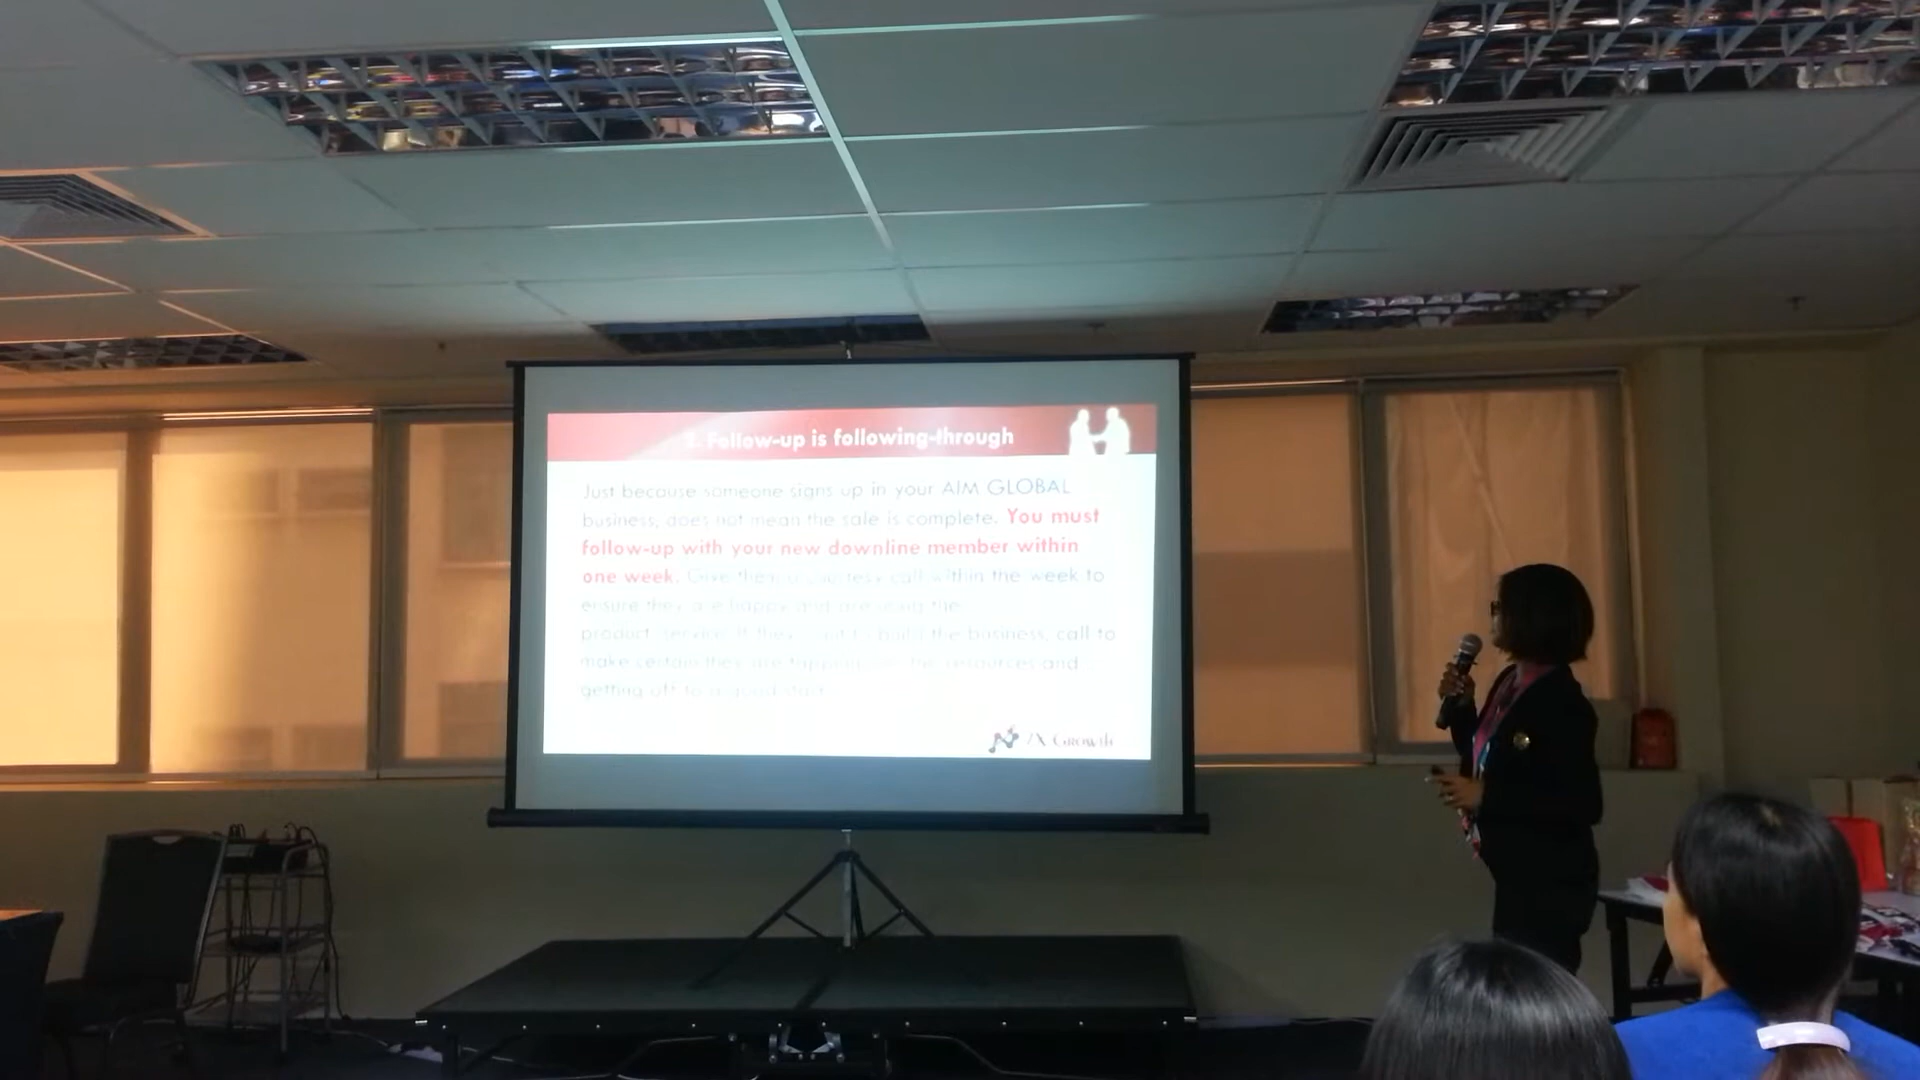 2. Follow-up is following-through
Just because someone signs up in your AIM GLOBAL
business, does not mean the sale is complete. You must
follow-up with your new downline member within
one week. Give them a courtesy call within the week to
ensure they are happy and are using the
product/service. If they want to build the business, call to
make certain they are tapping the resources and
getting off to a good start.
Growth